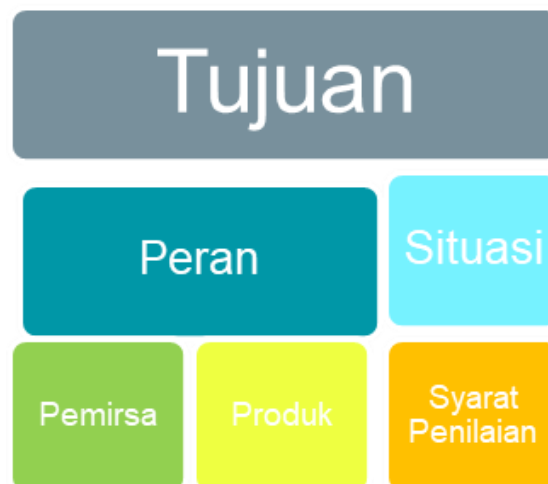 Tujuan
Peran
Situasi
Pemirsa
Produk
Syarat
Penilaian